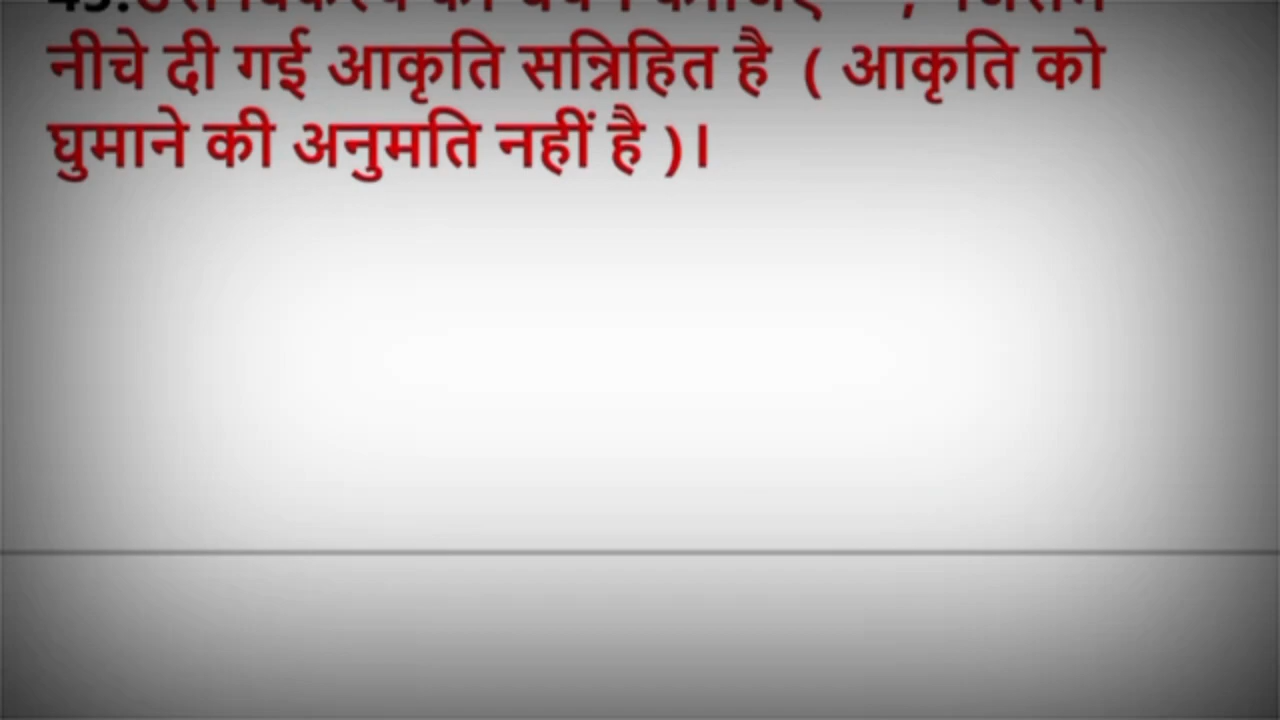 नीचे दी गई आकृति सन्निहित है ( आकृति को
घुमाने की अनुमति नहीं है )।